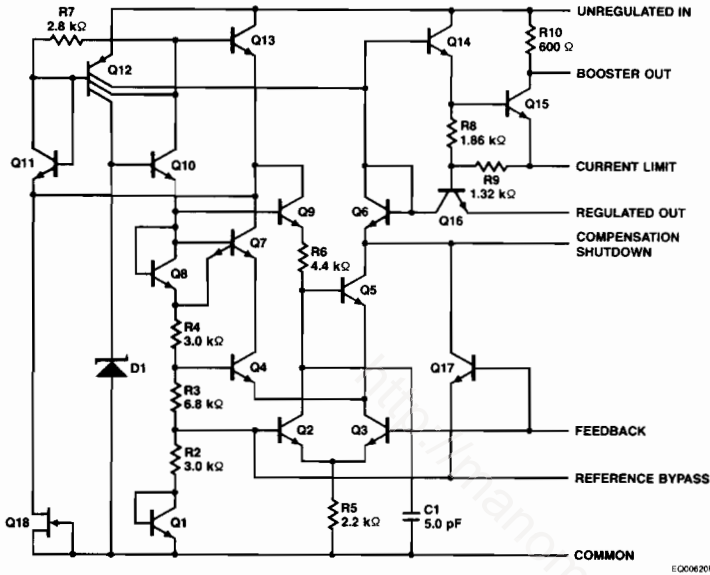 R7
2.8 kΩ
Q12
Q13
Q14
R10
600 Ω
UNREGULATED IN
BOOSTER OUT
Q15
R8
1.86 kΩ
Q11
Q10
R9
1.32 kΩ
CURRENT LIMIT
Q9
Q6
Q16
REGULATED OUT
Q7
R6
4.4 kΩ
COMPENSATION
SHUTDOWN
Q8
Q5
R4
3.0 kΩ
D1
Q4
Q17
R3
6.8 kΩ
Q2
Q3
FEEDBACK
R2
3.0 kΩ
REFERENCE BYPASS
Q18
Q1
R5
2.2 kΩ
C1
5.0 pF
COMMON
http://manom